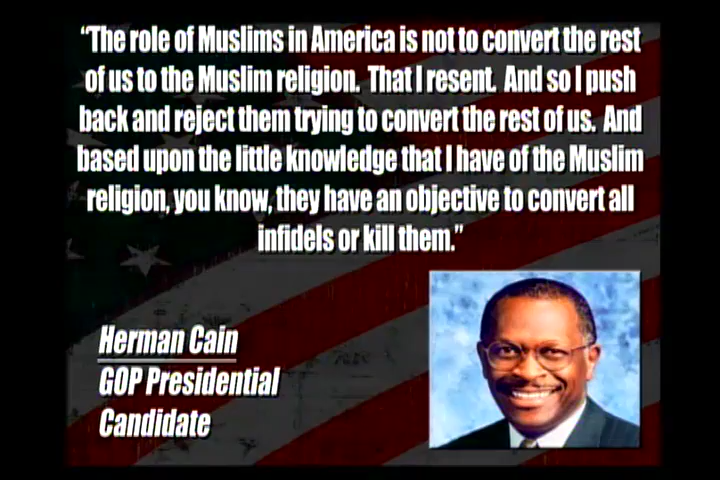 “The role of Muslims in America is not to convert the rest
of us to the Muslim religion. That I resent. And so I push
back and reject them trying to convert the rest of us. And
based upon the little knowledge that I have of the Muslim
religion, you know, they have an objective to convert all
infidels or kill them.”
Herman Cain
GOP Presidential
Candidate